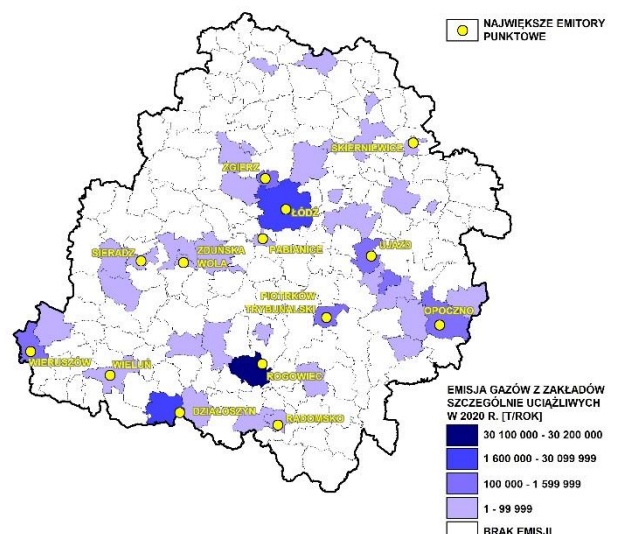 NAJWIĘKSZE EMITORY
PUNKTOWE
SKIERNIEWICE
ZGIERZ
ŁÓDŹ
PABIANICE
UJAZD
SIERADZ
ZDUŃSKA
WOLA
PIOTRKÓW
TRYBUNALSKI
OPOCZNO
WIERUSZÓW
WIELUŃ
ROGOWIEC
DZIAŁOSZYN
RADOMSKO
EMISJA GAZÓW Z ZAKŁADÓW
SZCZEGÓLNIE UCIĄŻLIWYCH
W 2020 R. [T/ROK]
30 100 000 - 30 200 000
1 600 000 - 30 099 999
100 000 - 1 599 999
1 - 99 999
BRAK EMISJI